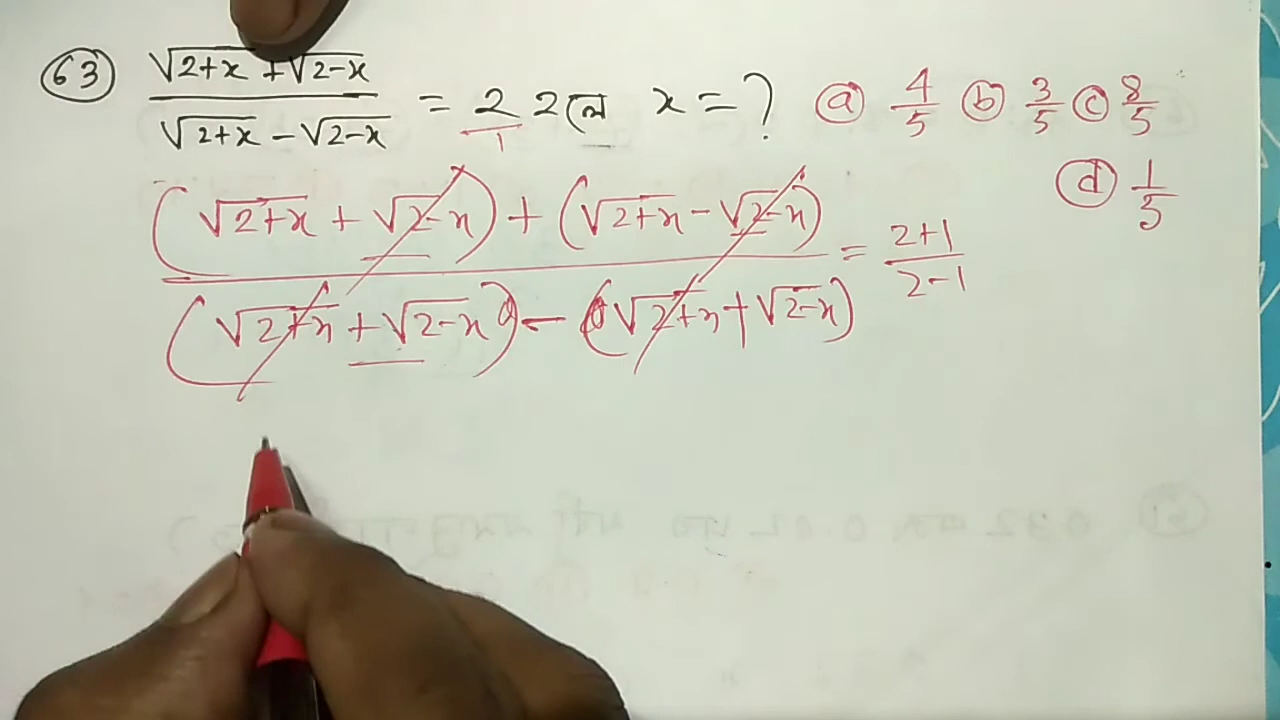 63 (√2+x + √2-x) / (√2+x - √2-x) = 2/1 হলে x = ? a 4/5 b 3/5 c 8/5
d 1/5
((√2+x + √2-x) + (√2+x - √2-x)) / ((√2+x + √2-x) - (√2+x + √2-x)) = 2+1 / 2-1